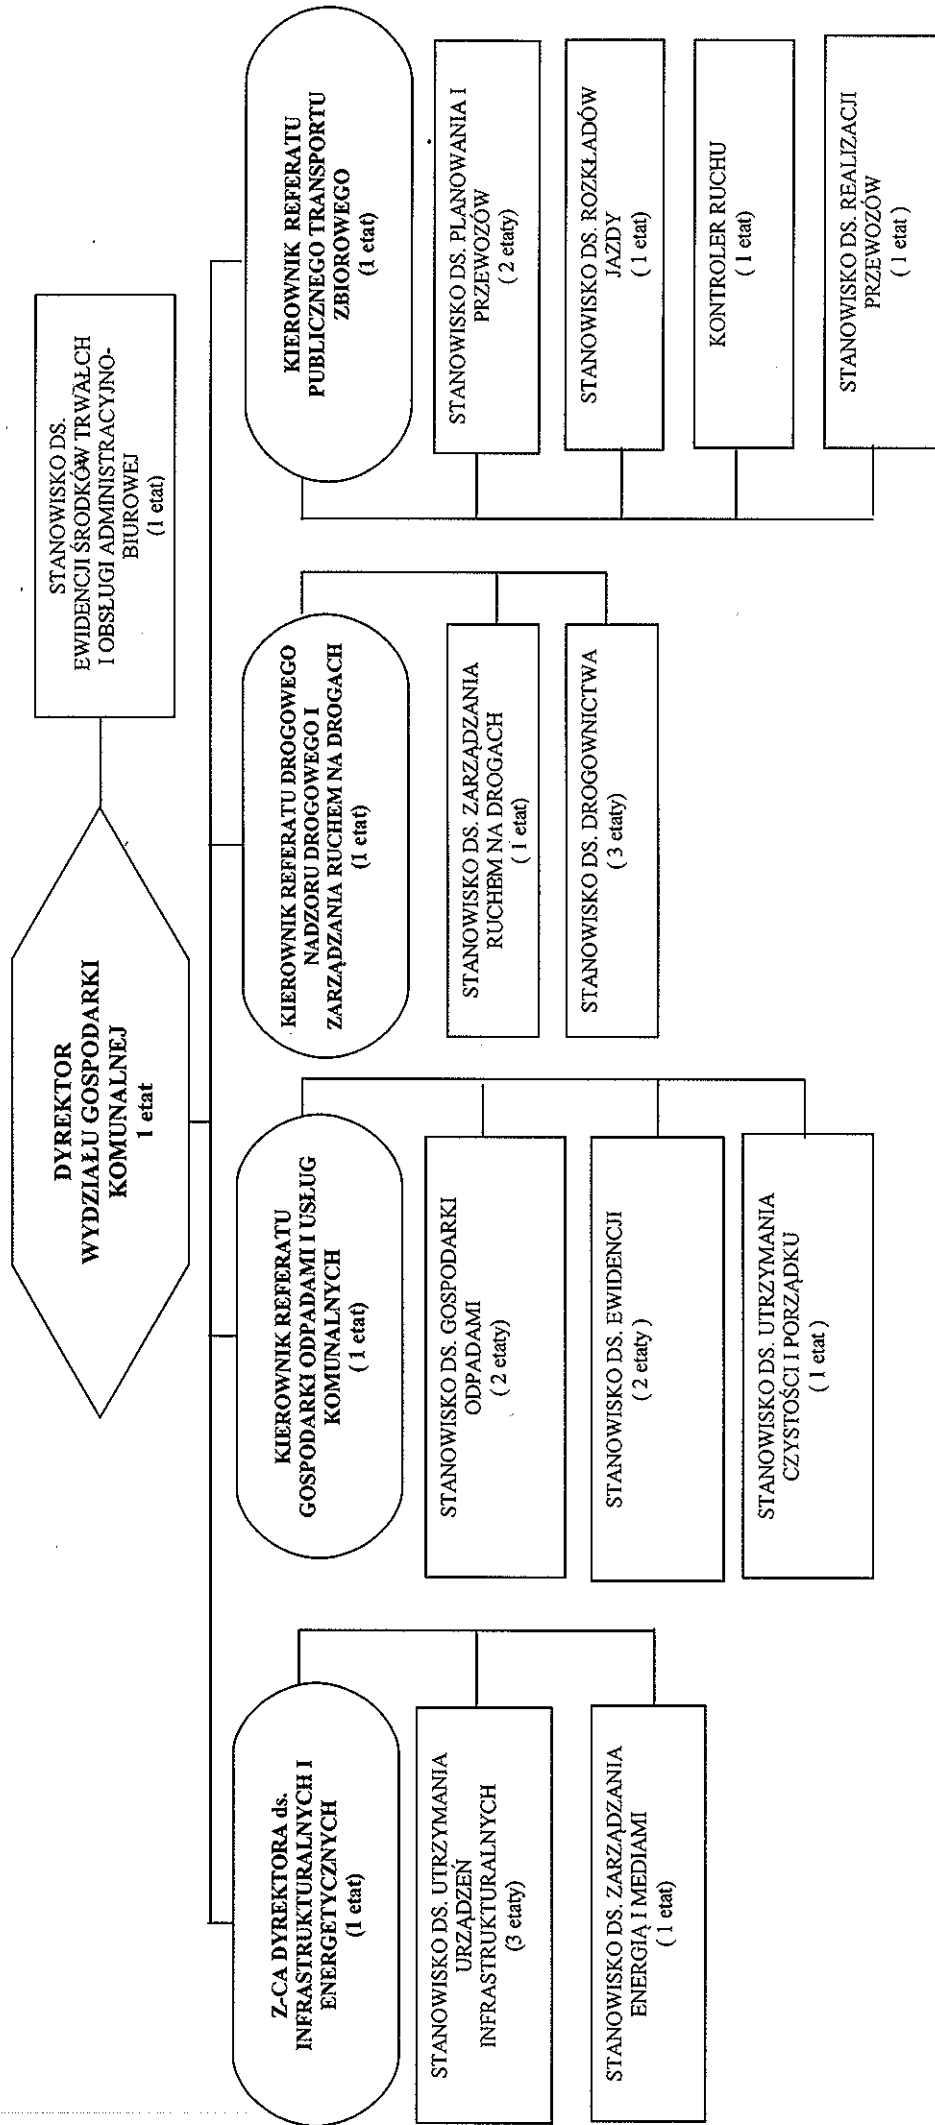 DYREKTOR
WYDZIAŁU GOSPODARKI
KOMUNALNEJ
1 etat
STANOWISKO DS.
EWIDENCJI ŚRODKÓW TRWAŁCH
I OBSŁUGI ADMINISTRACYJNO-
BIUROWEJ
(1 etat)
Z-CA DYREKTORA ds.
INFRASTRUKTURALNYCH I
ENERGETYCZNYCH
(1 etat)
STANOWISKO DS. UTRZYMANIA
URZĄDZEŃ
INFRASTRUKTURALNYCH
(3 etaty)
STANOWISKO DS. ZARZĄDZANIA
ENERGIĄ I MEDIAMI
( 1 etat)
KIEROWNIK REFERATU
GOSPODARKI ODPADAMI I USŁUG
KOMUNALNYCH
( 1 etat)
STANOWISKO DS. GOSPODARKI
ODPADAMI
( 2 etaty)
STANOWISKO DS. EWIDENCJI
( 2 etaty )
STANOWISKO DS. UTRZYMANIA
CZYSTOŚCI I PORZĄDKU
( 1 etat )
KIEROWNIK REFERATU DROGOWEGO
NADZORU DROGOWEGO I
ZARZĄDZANIA RUCHEM NA DROGACH
(1 etat)
STANOWISKO DS. ZARZĄDZANIA
RUCHEM NA DROGACH
( 1 etat)
STANOWISKO DS. DROGOWNICTWA
( 3 etaty)
KIEROWNIK REFERATU
PUBLICZNEGO TRANSPORTU
ZBIOROWEGO
(1 etat)
STANOWISKO DS. PLANOWANIA I
PRZEWOZÓW
( 2 etaty)
STANOWISKO DS. ROZKŁADÓW
JAZDY
( 1 etat)
KONTROLER RUCHU
( 1 etat)
STANOWISKO DS. REALIZACJI
PRZEWOZÓW
( 1 etat )